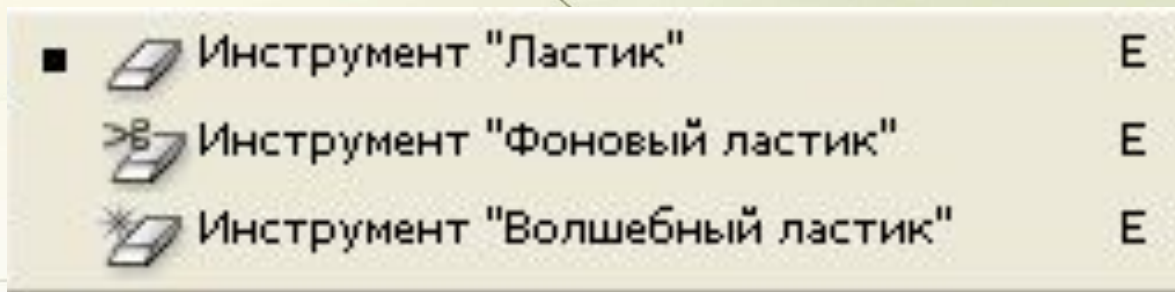 Инструмент "Ластик" E
Инструмент "Фоновый ластик" E
Инструмент "Волшебный ластик" E